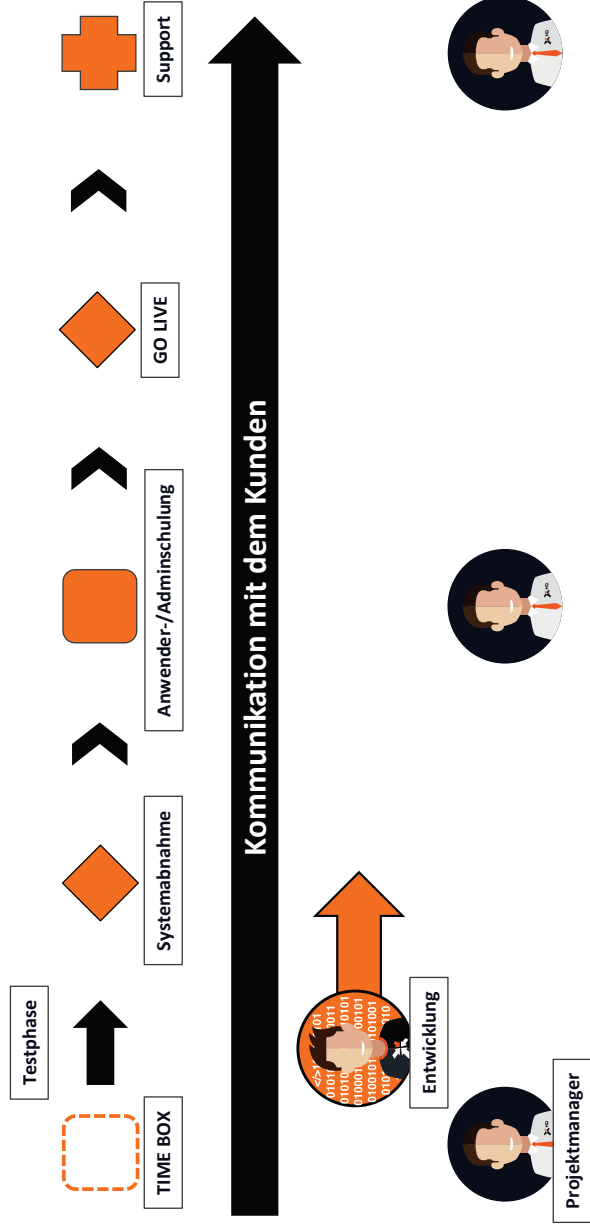 Testphase
TIME BOX
Systemabnahme
Anwender-/Adminschulung
GO LIVE
Support
Kommunikation mit dem Kunden
Entwicklung
Projektmanager